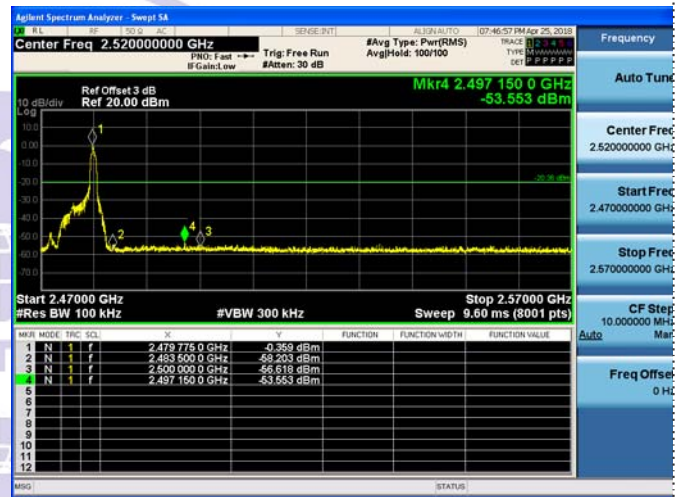 Agilent Spectrum Analyzer - Swept SA
RL RF 50 Ω AC SENSE:INT ALIGNAUTO 07:46:57 PM Apr 25, 2018
Center Freq 2.520000000 GHz
PNO: Fast
IFGain:Low
Trig: Free Run
#Atten: 30 dB
#Avg Type: Pwr(RMS)
Avg|Hold: 100/100
TRACE 1 2 3 4 5 6
TYPE
DET P P P P P P
Mkr4 2.497 150 0 GHz
-53.553 dBm
Ref Offset 3 dB
10 dB/div Ref 20.00 dBm
Log
10.0
0.00
-10.0
-20.0
-20.36 dBm
-30.0
-40.0
-50.0
-60.0
-70.0
1
2
4
3
Start 2.47000 GHz Stop 2.57000 GHz
#Res BW 100 kHz #VBW 300 kHz Sweep 9.60 ms (8001 pts)
MKR MODE TRC SCL X Y FUNCTION FUNCTION WIDTH FUNCTION VALUE
1 N 1 f 2.479 775 0 GHz -0.359 dBm
2 N 1 f 2.483 500 0 GHz -58.203 dBm
3 N 1 f 2.500 000 0 GHz -56.618 dBm
4 N 1 f 2.497 150 0 GHz -53.553 dBm
5
6
7
8
9
10
11
12
MSG STATUS
Frequency
Auto Tune
Center Freq
2.520000000 GHz
Start Freq
2.470000000 GHz
Stop Freq
2.570000000 GHz
CF Step
10.000000 MHz
Auto Man
Freq Offset
0 Hz